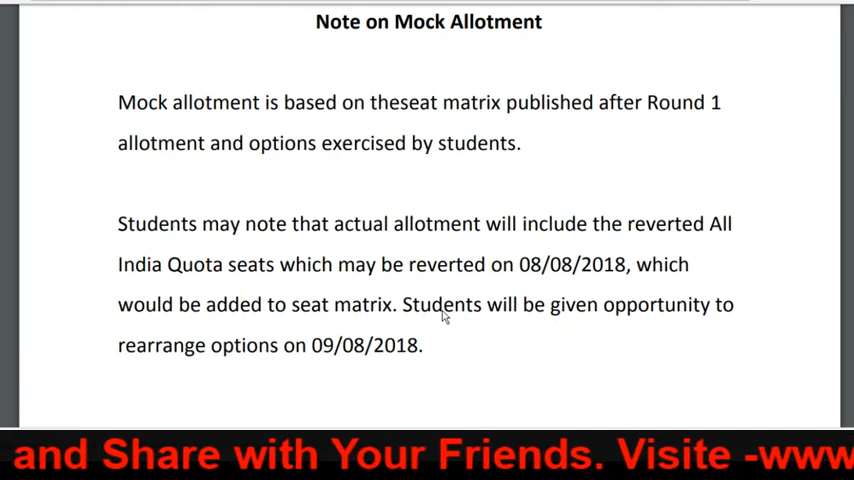 Note on Mock Allotment
Mock allotment is based on theseat matrix published after Round 1
allotment and options exercised by students.
Students may note that actual allotment will include the reverted All
India Quota seats which may be reverted on 08/08/2018, which
would be added to seat matrix. Students will be given opportunity to
rearrange options on 09/08/2018.
and Share with Your Friends. Visite -www